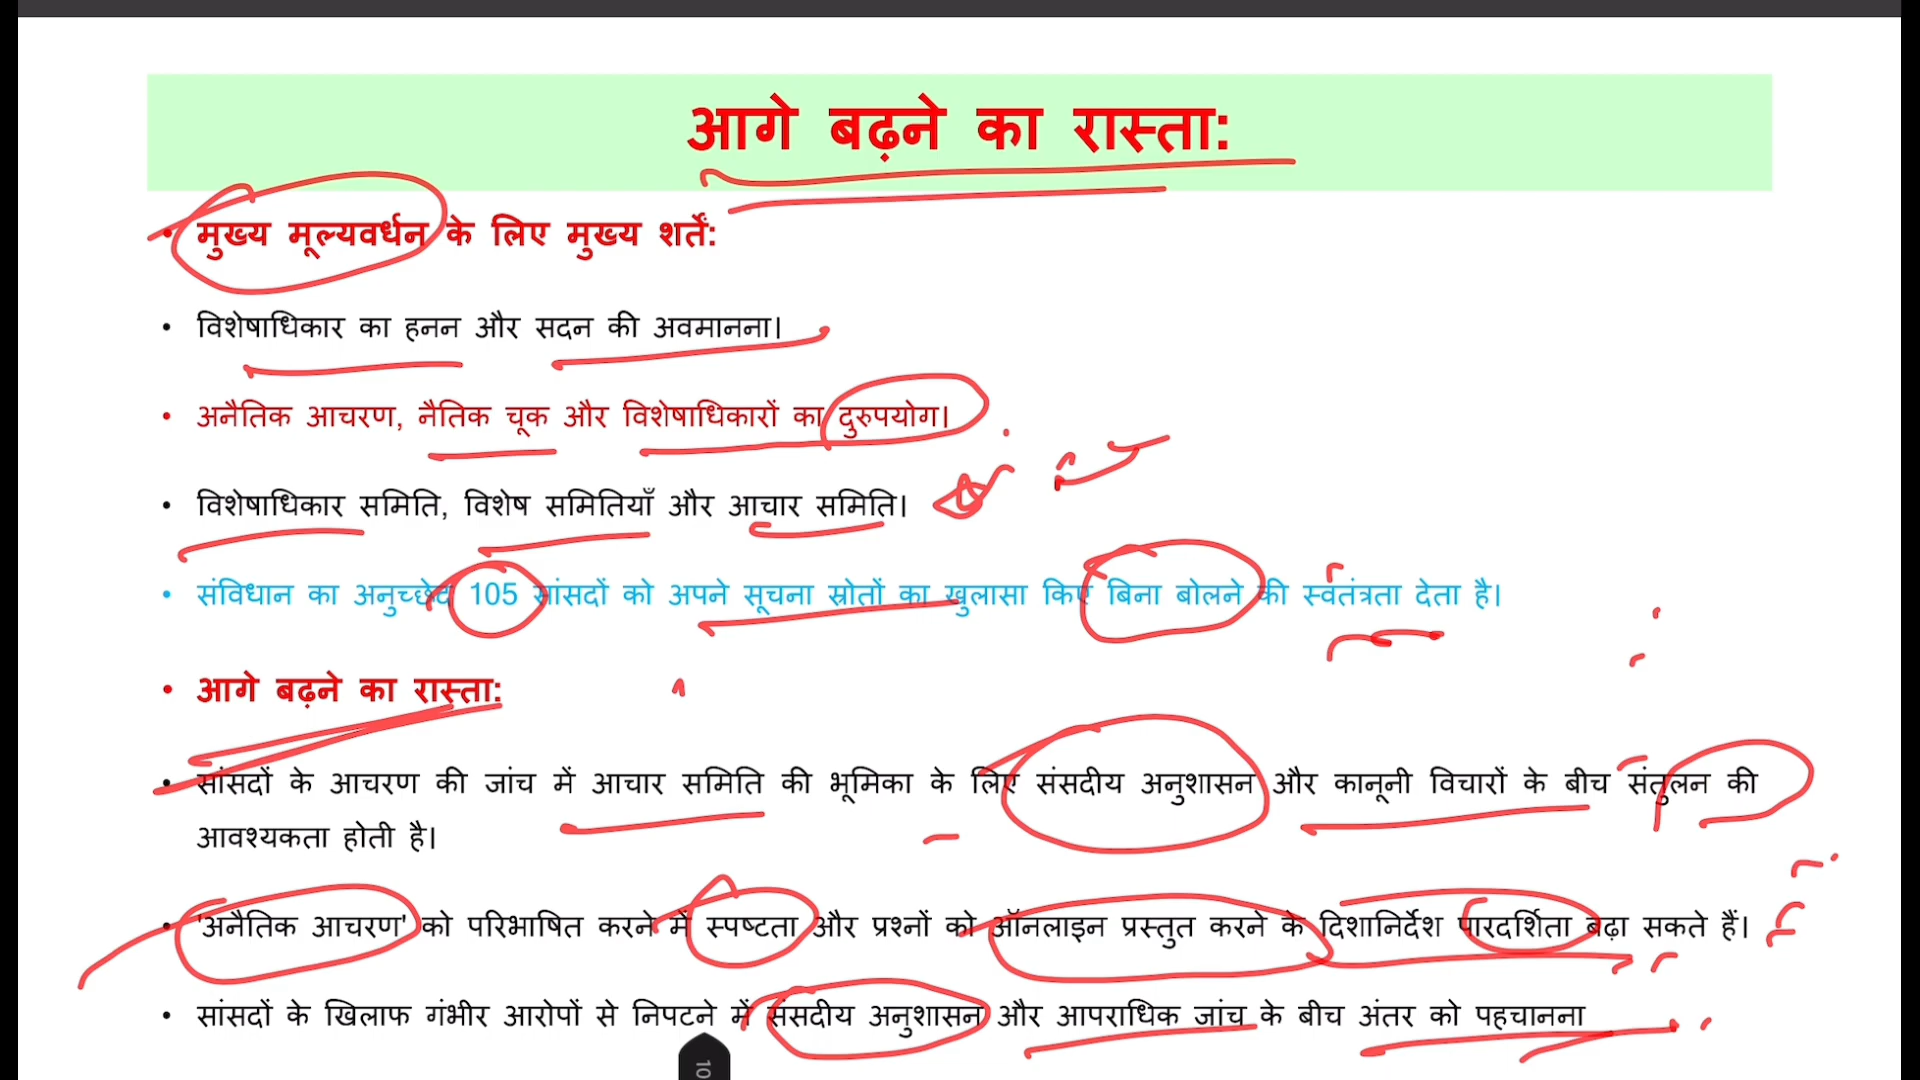 आगे बढ़ने का रास्ता:
• मुख्य मूल्यवर्धन के लिए मुख्य शर्तें:
• विशेषाधिकार का हनन और सदन की अवमानना।
• अनैतिक आचरण, नैतिक चूक और विशेषाधिकारों का दुरुपयोग।
• विशेषाधिकार समिति, विशेष समितियाँ और आचार समिति।
• संविधान का अनुच्छेद 105 सांसदों को अपने सूचना स्रोतों का खुलासा किए बिना बोलने की स्वतंत्रता देता है।
• आगे बढ़ने का रास्ता:
• सांसदों के आचरण की जांच में आचार समिति की भूमिका के लिए संसदीय अनुशासन और कानूनी विचारों के बीच संतुलन की
आवश्यकता होती है।
• 'अनैतिक आचरण' को परिभाषित करने में स्पष्टता और प्रश्नों को ऑनलाइन प्रस्तुत करने के दिशानिर्देश पारदर्शिता बढ़ा सकते हैं।
• सांसदों के खिलाफ गंभीर आरोपों से निपटने में संसदीय अनुशासन और आपराधिक जांच के बीच अंतर को पहचानना
10